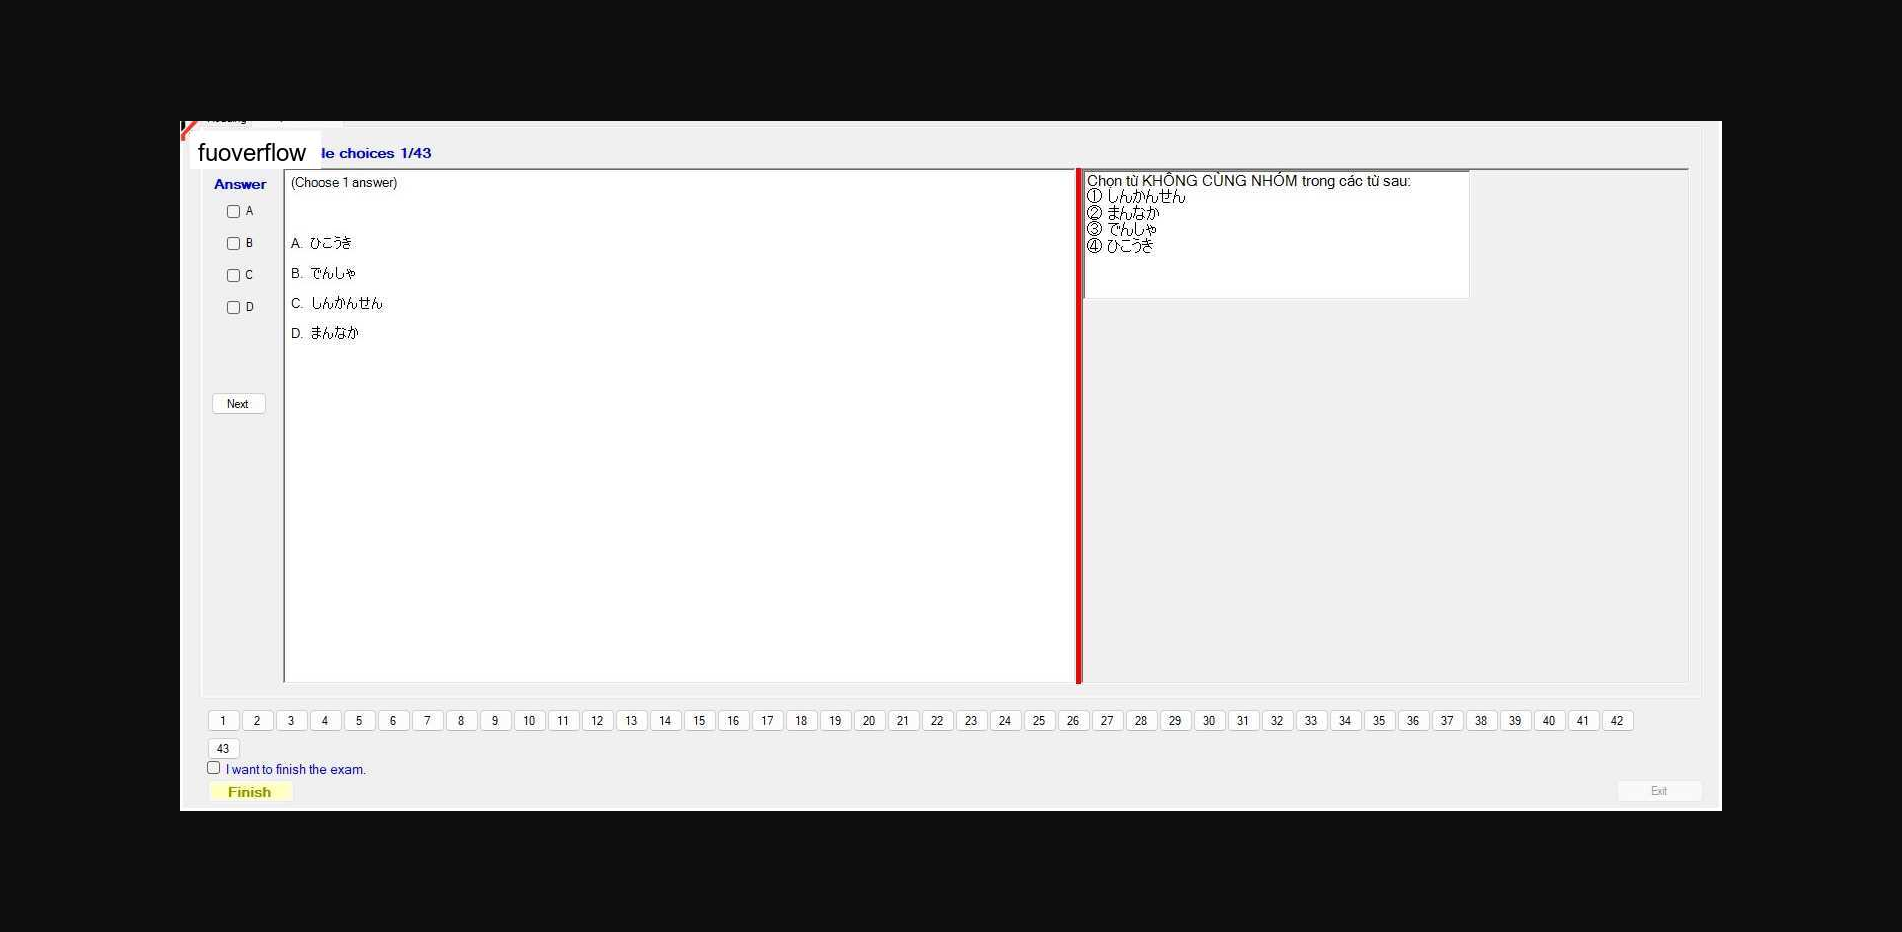 fuoverflow
le choices 1/43
Answer
(Choose 1 answer)
A
B
C
D
A. ひこうき
B. でんしゃ
C. しんかんせん
D. まんなか
Next
Chọn từ KHÔNG CÙNG NHÓM trong các từ sau:
① しんかんせん
② まんなか
③ でんしゃ
④ ひこうき
1 2 3 4 5 6 7 8 9 10 11 12 13 14 15 16 17 18 19 20 21 22 23 24 25 26 27 28 29 30 31 32 33 34 35 36 37 38 39 40 41 42
43
I want to finish the exam.
Finish
Exit